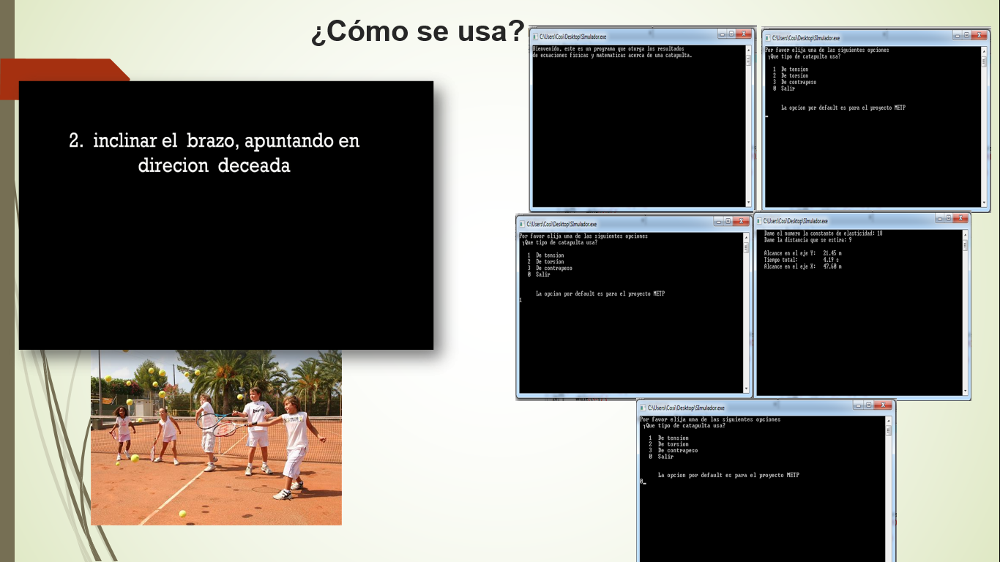 ¿Cómo se usa?
2. inclinar el brazo, apuntando en
direcion deceada
C:\Users\Cosi\Desktop\SImulador.exe
Bienvenido, este es un programa que otorga los resultados
de ecuaciones fisicas y matematicas acerca de una catapulta.
C:\Users\Cosi\Desktop\SImulador.exe
Por favor elija una de las siguientes opciones
┐Que tipo de catapulta usa?
1 De tension
2 De torsion
3 De contrapeso
0 Salir
La opcion por default es para el proyecto METP
C:\Users\Cosi\Desktop\SImulador.exe
Por favor elija una de las siguientes opciones
┐Que tipo de catapulta usa?
1 De tension
2 De torsion
3 De contrapeso
0 Salir
La opcion por default es para el proyecto METP
1
C:\Users\Cosi\Desktop\SImulador.exe
Dame el numero la constante de elasticidad: 18
Dame la distancia que se estira: 9
Alcance en el eje Y: 21.45 m
Tiempo total: 4.19 s
Alcance en el eje X: 47.60 m
C:\Users\Cosi\Desktop\SImulador.exe
Por favor elija una de las siguientes opciones
┐Que tipo de catapulta usa?
1 De tension
2 De torsion
3 De contrapeso
0 Salir
La opcion por default es para el proyecto METP
0_